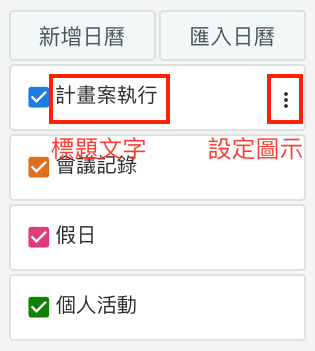 新增日曆 匯入日曆
計畫案執行
標題文字 設定圖示
會議記錄
假日
個人活動